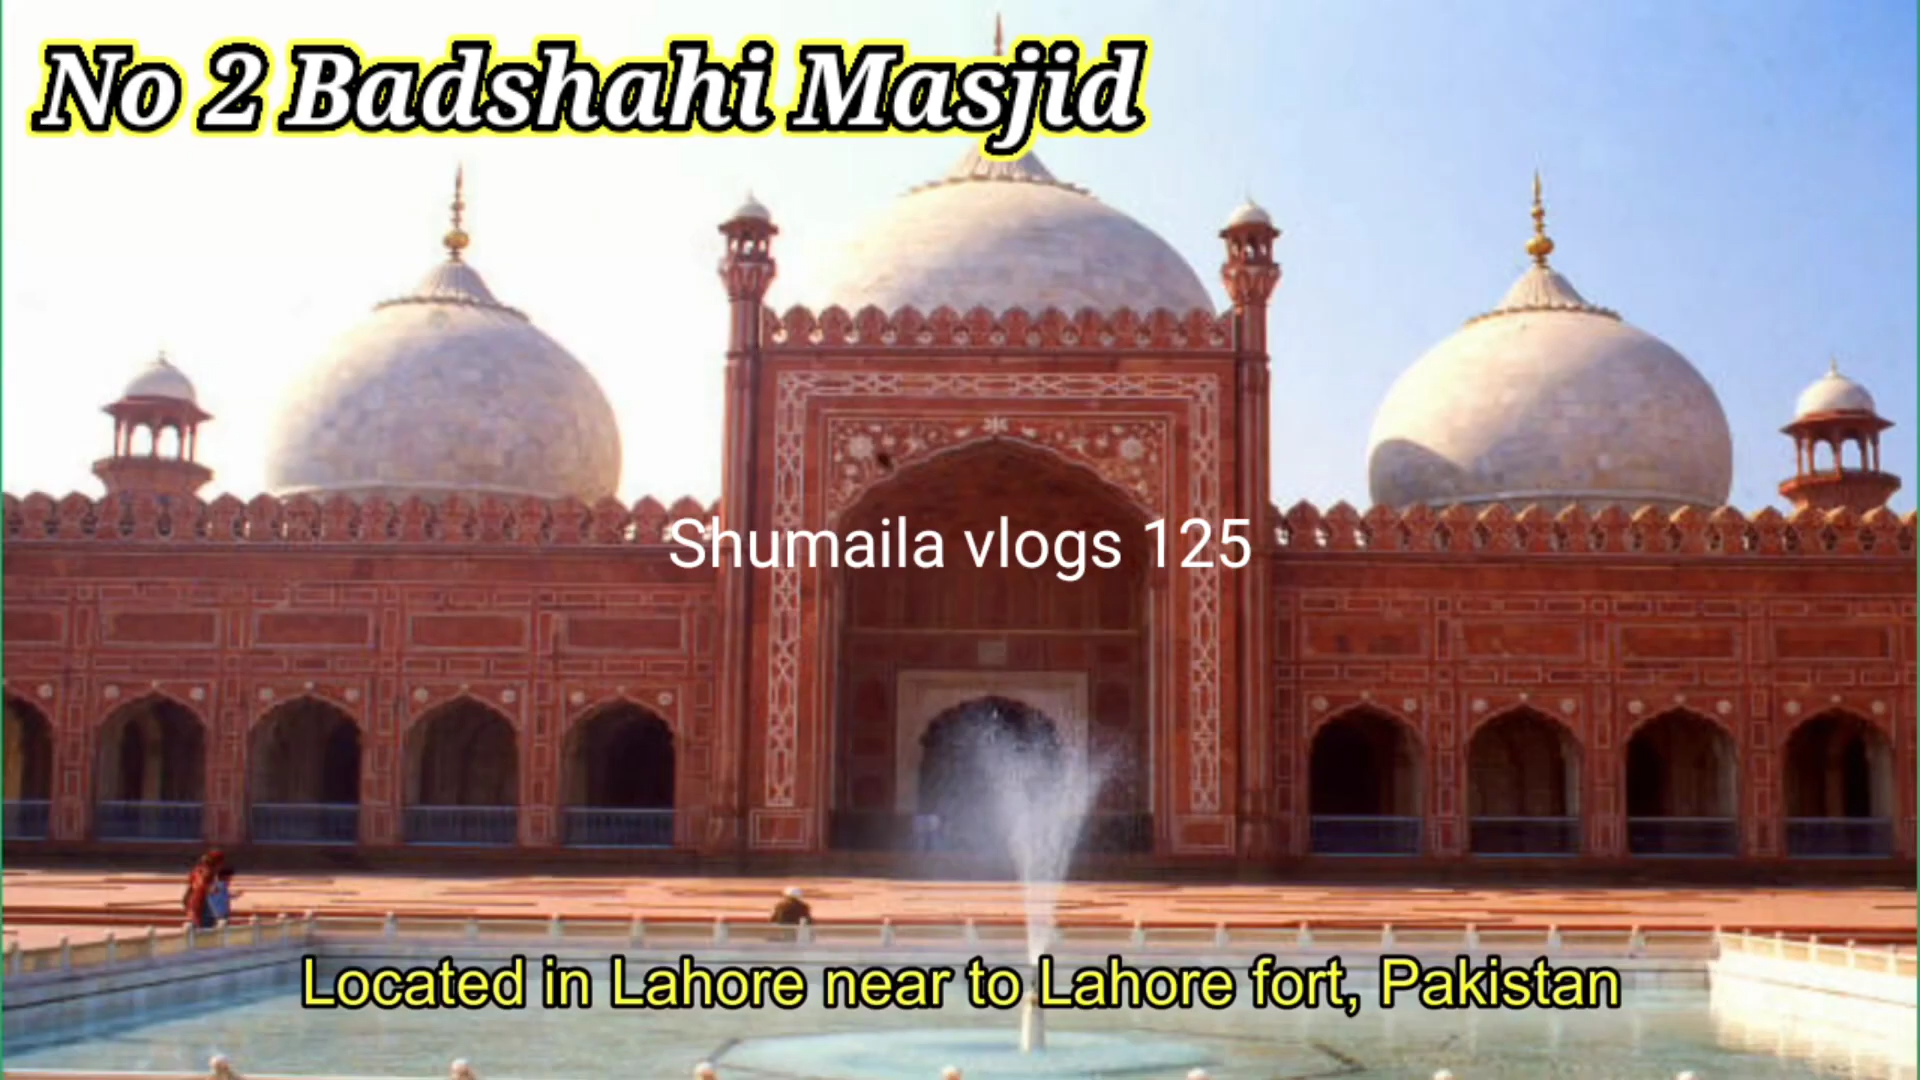 No 2 Badshahi Masjid
Shumaila vlogs 125
Located in Lahore near to Lahore fort, Pakistan